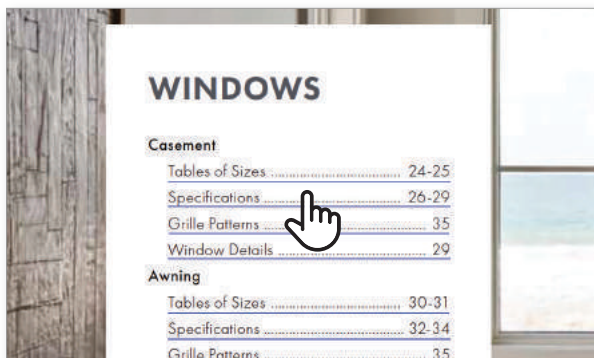 WINDOWS
Casement
Tables of Sizes ........................................ 24-25
Specifications ........................................ 26-29
Grille Patterns ........................................ 35
Window Details ........................................ 29
Awning
Tables of Sizes ........................................ 30-31
Specifications ........................................ 32-34
Grille Patterns ........................................ 35